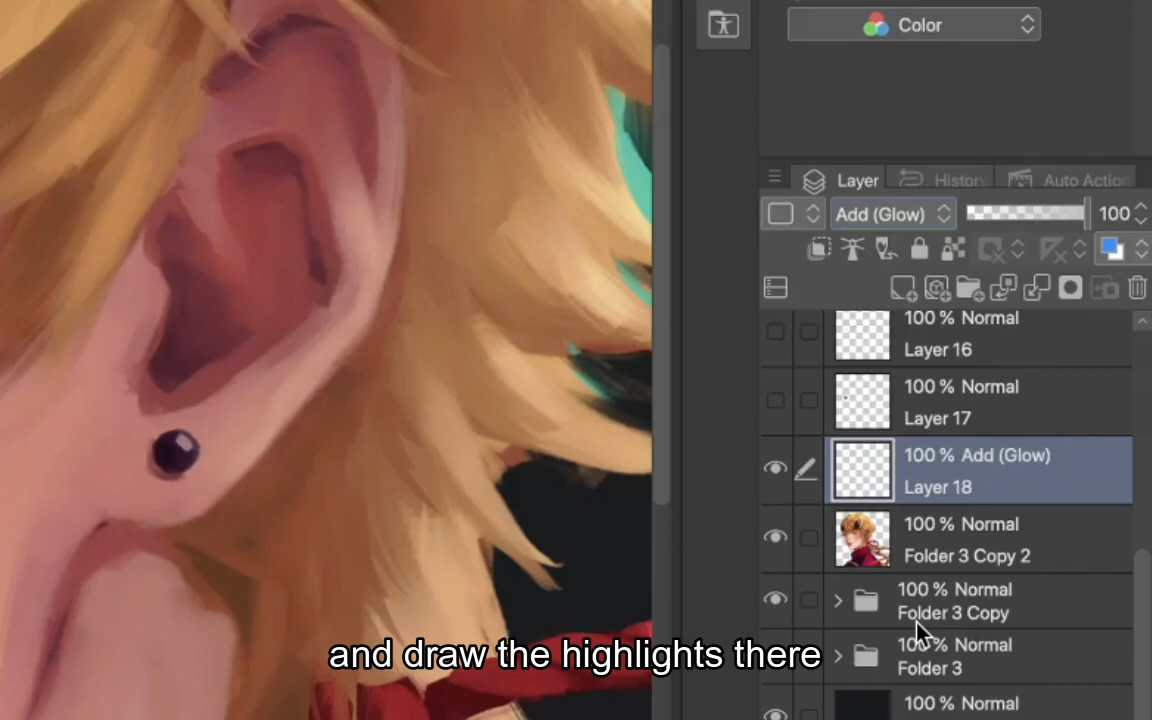 Color
Layer
History
Auto Action
Add (Glow)
100
100 % Normal
Layer 16
100 % Normal
Layer 17
100 % Add (Glow)
Layer 18
100 % Normal
Folder 3 Copy 2
100 % Normal
Folder 3 Copy
100 % Normal
Folder 3
100 % Normal
and draw the highlights there